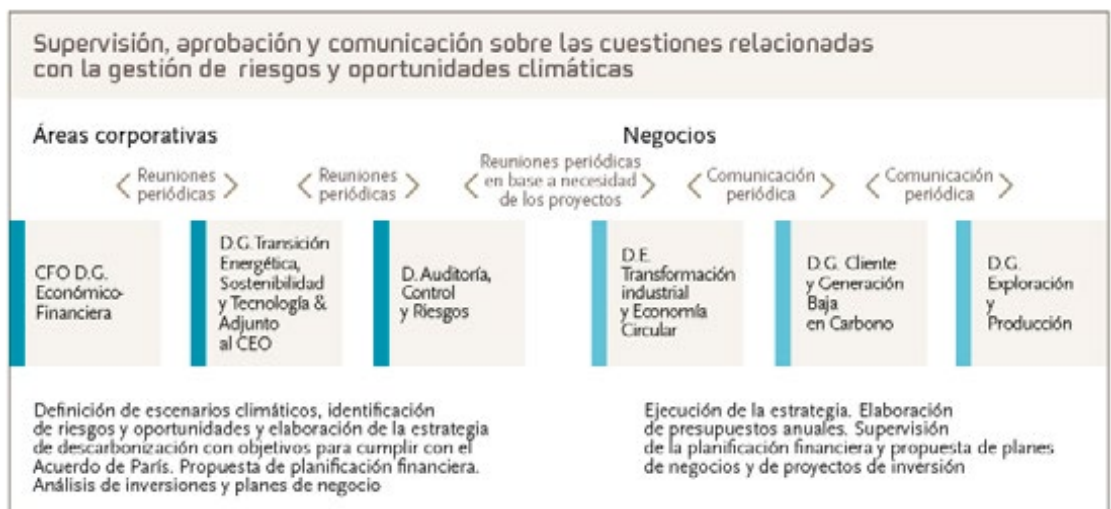 Supervisión, aprobación y comunicación sobre las cuestiones relacionadas
con la gestión de riesgos y oportunidades climáticas
Áreas corporativas
Negocios
Reuniones
periódicas
Reuniones
periódicas
Reuniones periódicas
en base a necesidad
de los proyectos
Comunicación
periódica
Comunicación
periódica
CFO D.G.
Económico-
Financiera
D.G. Transición
Energética,
Sostenibilidad
y Tecnología &
Adjunto
al CEO
D. Auditoría,
Control
y Riesgos
D.E.
Transformación
industrial
y Economía
Circular
D.G. Cliente
y Generación
Baja
en Carbono
D.G.
Exploración
y
Producción
Definición de escenarios climáticos, identificación
de riesgos y oportunidades y elaboración de la estrategia
de descarbonización con objetivos para cumplir con el
Acuerdo de París. Propuesta de planificación financiera.
Análisis de inversiones y planes de negocio
Ejecución de la estrategia. Elaboración
de presupuestos anuales. Supervisión
de la planificación financiera y propuesta de planes
de negocios y de proyectos de inversión